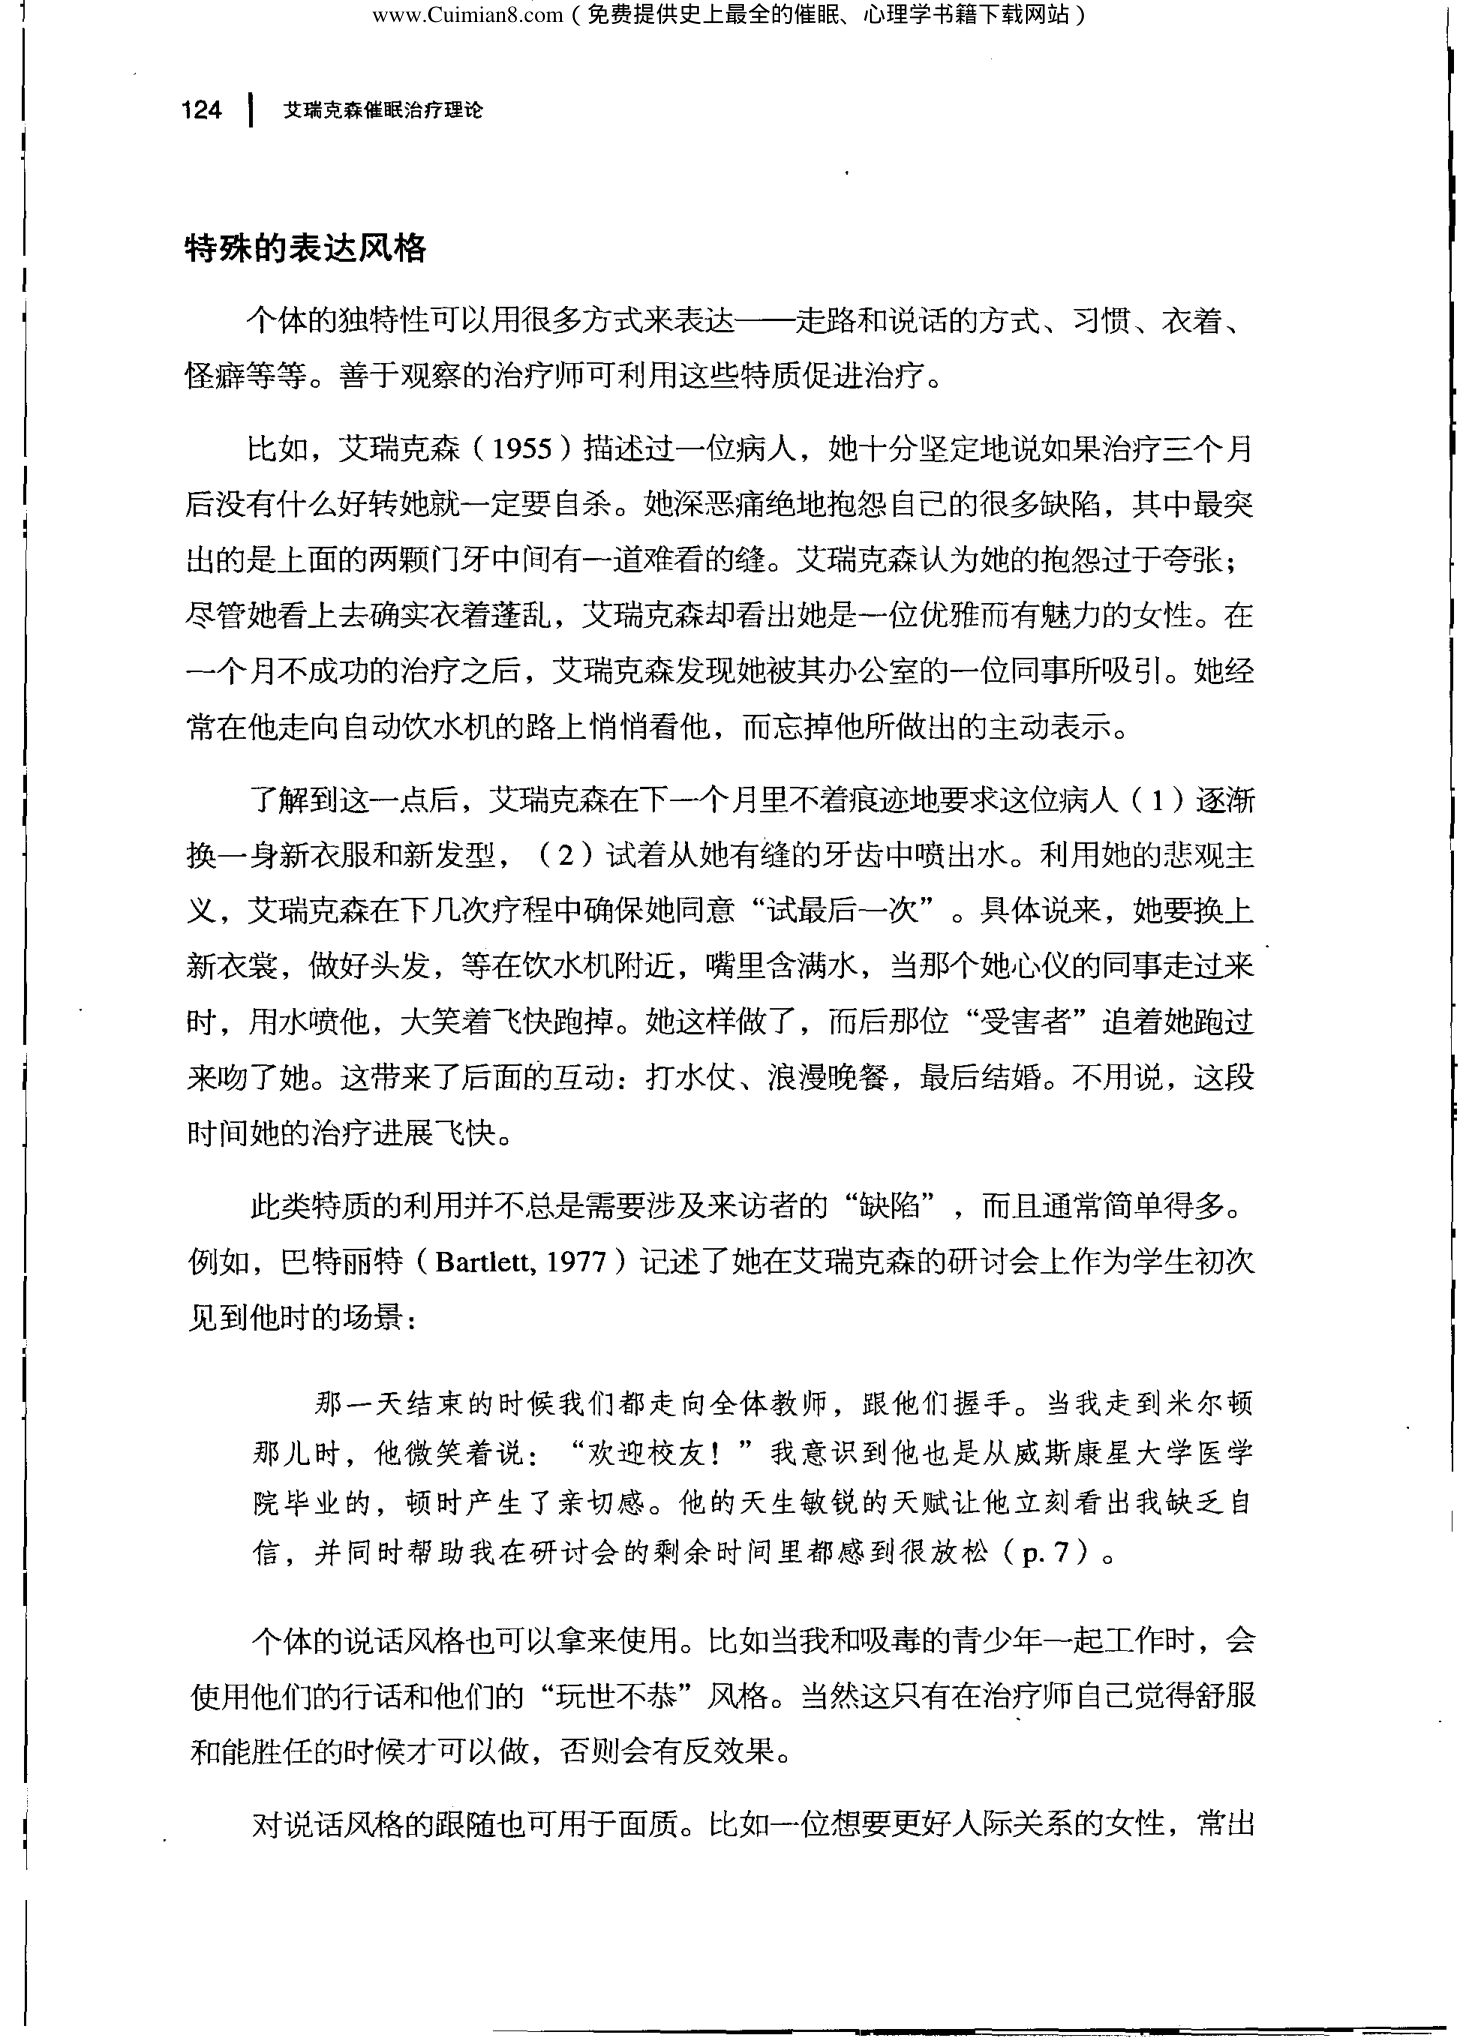 www.Cuimian8.com（免费提供史上最全的催眠、心理学书籍下载网站）
124 | 艾瑞克森催眠治疗理论
特殊的表达风格
个体的独特性可以用很多方式来表达——走路和说话的方式、习惯、衣着、
怪癖等等。善于观察的治疗师可利用这些特质促进治疗。
比如，艾瑞克森（1955）描述过一位病人，她十分坚定地说如果治疗三个月
后没有什么好转她就一定要自杀。她深恶痛绝地抱怨自己的很多缺陷，其中最突
出的是上面的两颗门牙中间有一道难看的缝。艾瑞克森认为她的抱怨过于夸张；
尽管她看上去确实衣着蓬乱，艾瑞克森却看出她是一位优雅而有魅力的女性。在
一个月不成功的治疗之后，艾瑞克森发现她被其办公室的一位同事所吸引。她经
常在他走向自动饮水机的路上悄悄看他，而忘掉他所做出的主动表示。
了解到这一点后，艾瑞克森在下一个月里不着痕迹地要求这位病人（1）逐渐
换一身新衣服和新发型，（2）试着从她有缝的牙齿中喷出水。利用她的悲观主
义，艾瑞克森在下几次疗程中确保她同意“试最后一次”。具体说来，她要换上
新衣裳，做好头发，等在饮水机附近，嘴里含满水，当那个她心仪的同事走过来
时，用水喷他，大笑着飞快跑掉。她这样做了，而后那位“受害者”追着她跑过
来吻了她。这带来了后面的互动：打水仗、浪漫晚餐，最后结婚。不用说，这段
时间她的治疗进展飞快。
此类特质的利用并不总是需要涉及来访者的“缺陷”，而且通常简单得多。
例如，巴特丽特（Bartlett, 1977）记述了她在艾瑞克森的研讨会上作为学生初次
见到他时的场景：
那一天结束的时候我们都走向全体教师，跟他们握手。当我走到米尔顿
那儿时，他微笑着说：“欢迎校友！”我意识到他也是从威斯康星大学医学
院毕业的，顿时产生了亲切感。他的天生敏锐的天赋让他立刻看出我缺乏自
信，并同时帮助我在研讨会的剩余时间里都感到很放松（p. 7）。
个体的说话风格也可以拿来使用。比如当我和吸毒的青少年一起工作时，会
使用他们的行话和他们的“玩世不恭”风格。当然这只有在治疗师自己觉得舒服
和能胜任的时候才可以做，否则会有反效果。
对说话风格的跟随也可用于面质。比如一位想要更好人际关系的女性，常出